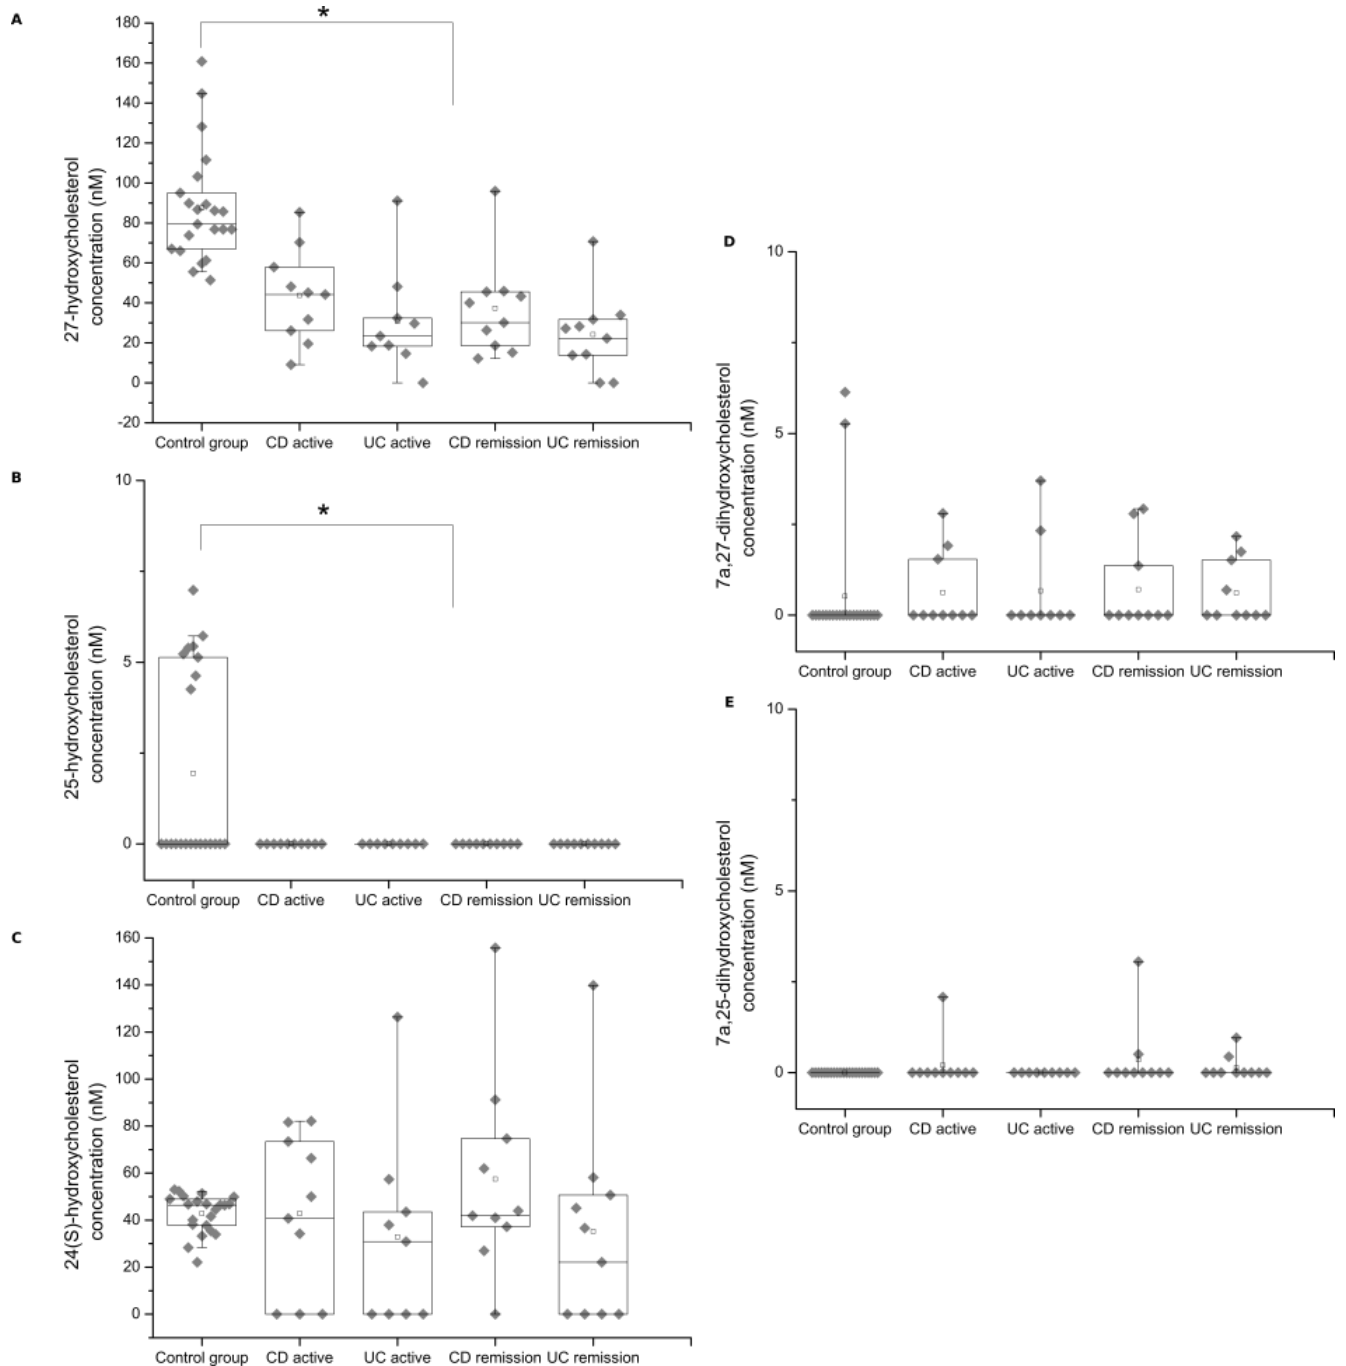 A
*
180
160
140
120
100
80
60
40
20
0
-20
27-hydroxycholesterol
concentration (nM)
Control group CD active UC active CD remission UC remission
B
*
10
5
0
25-hydroxycholesterol
concentration (nM)
Control group CD active UC active CD remission UC remission
C
160
140
120
100
80
60
40
20
0
24(S)-hydroxycholesterol
concentration (nM)
Control group CD active UC active CD remission UC remission
D
10
5
0
7a,27-dihydroxycholesterol
concentration (nM)
Control group CD active UC active CD remission UC remission
E
10
5
0
7a,25-dihydroxycholesterol
concentration (nM)
Control group CD active UC active CD remission UC remission